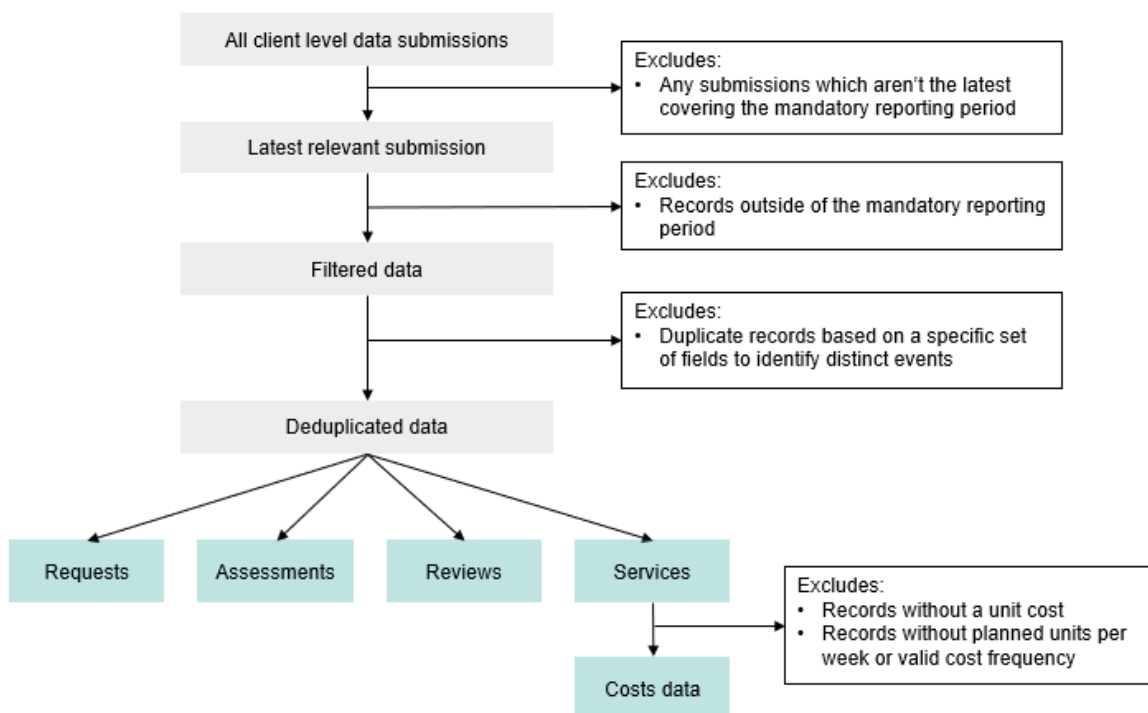 All client level data submissions
Excludes:
• Any submissions which aren't the latest
covering the mandatory reporting period
Latest relevant submission
Excludes:
• Records outside of the mandatory reporting
period
Filtered data
Excludes:
• Duplicate records based on a specific set
of fields to identify distinct events
Deduplicated data
Requests
Assessments
Reviews
Services
Excludes:
• Records without a unit cost
• Records without planned units per
week or valid cost frequency
Costs data